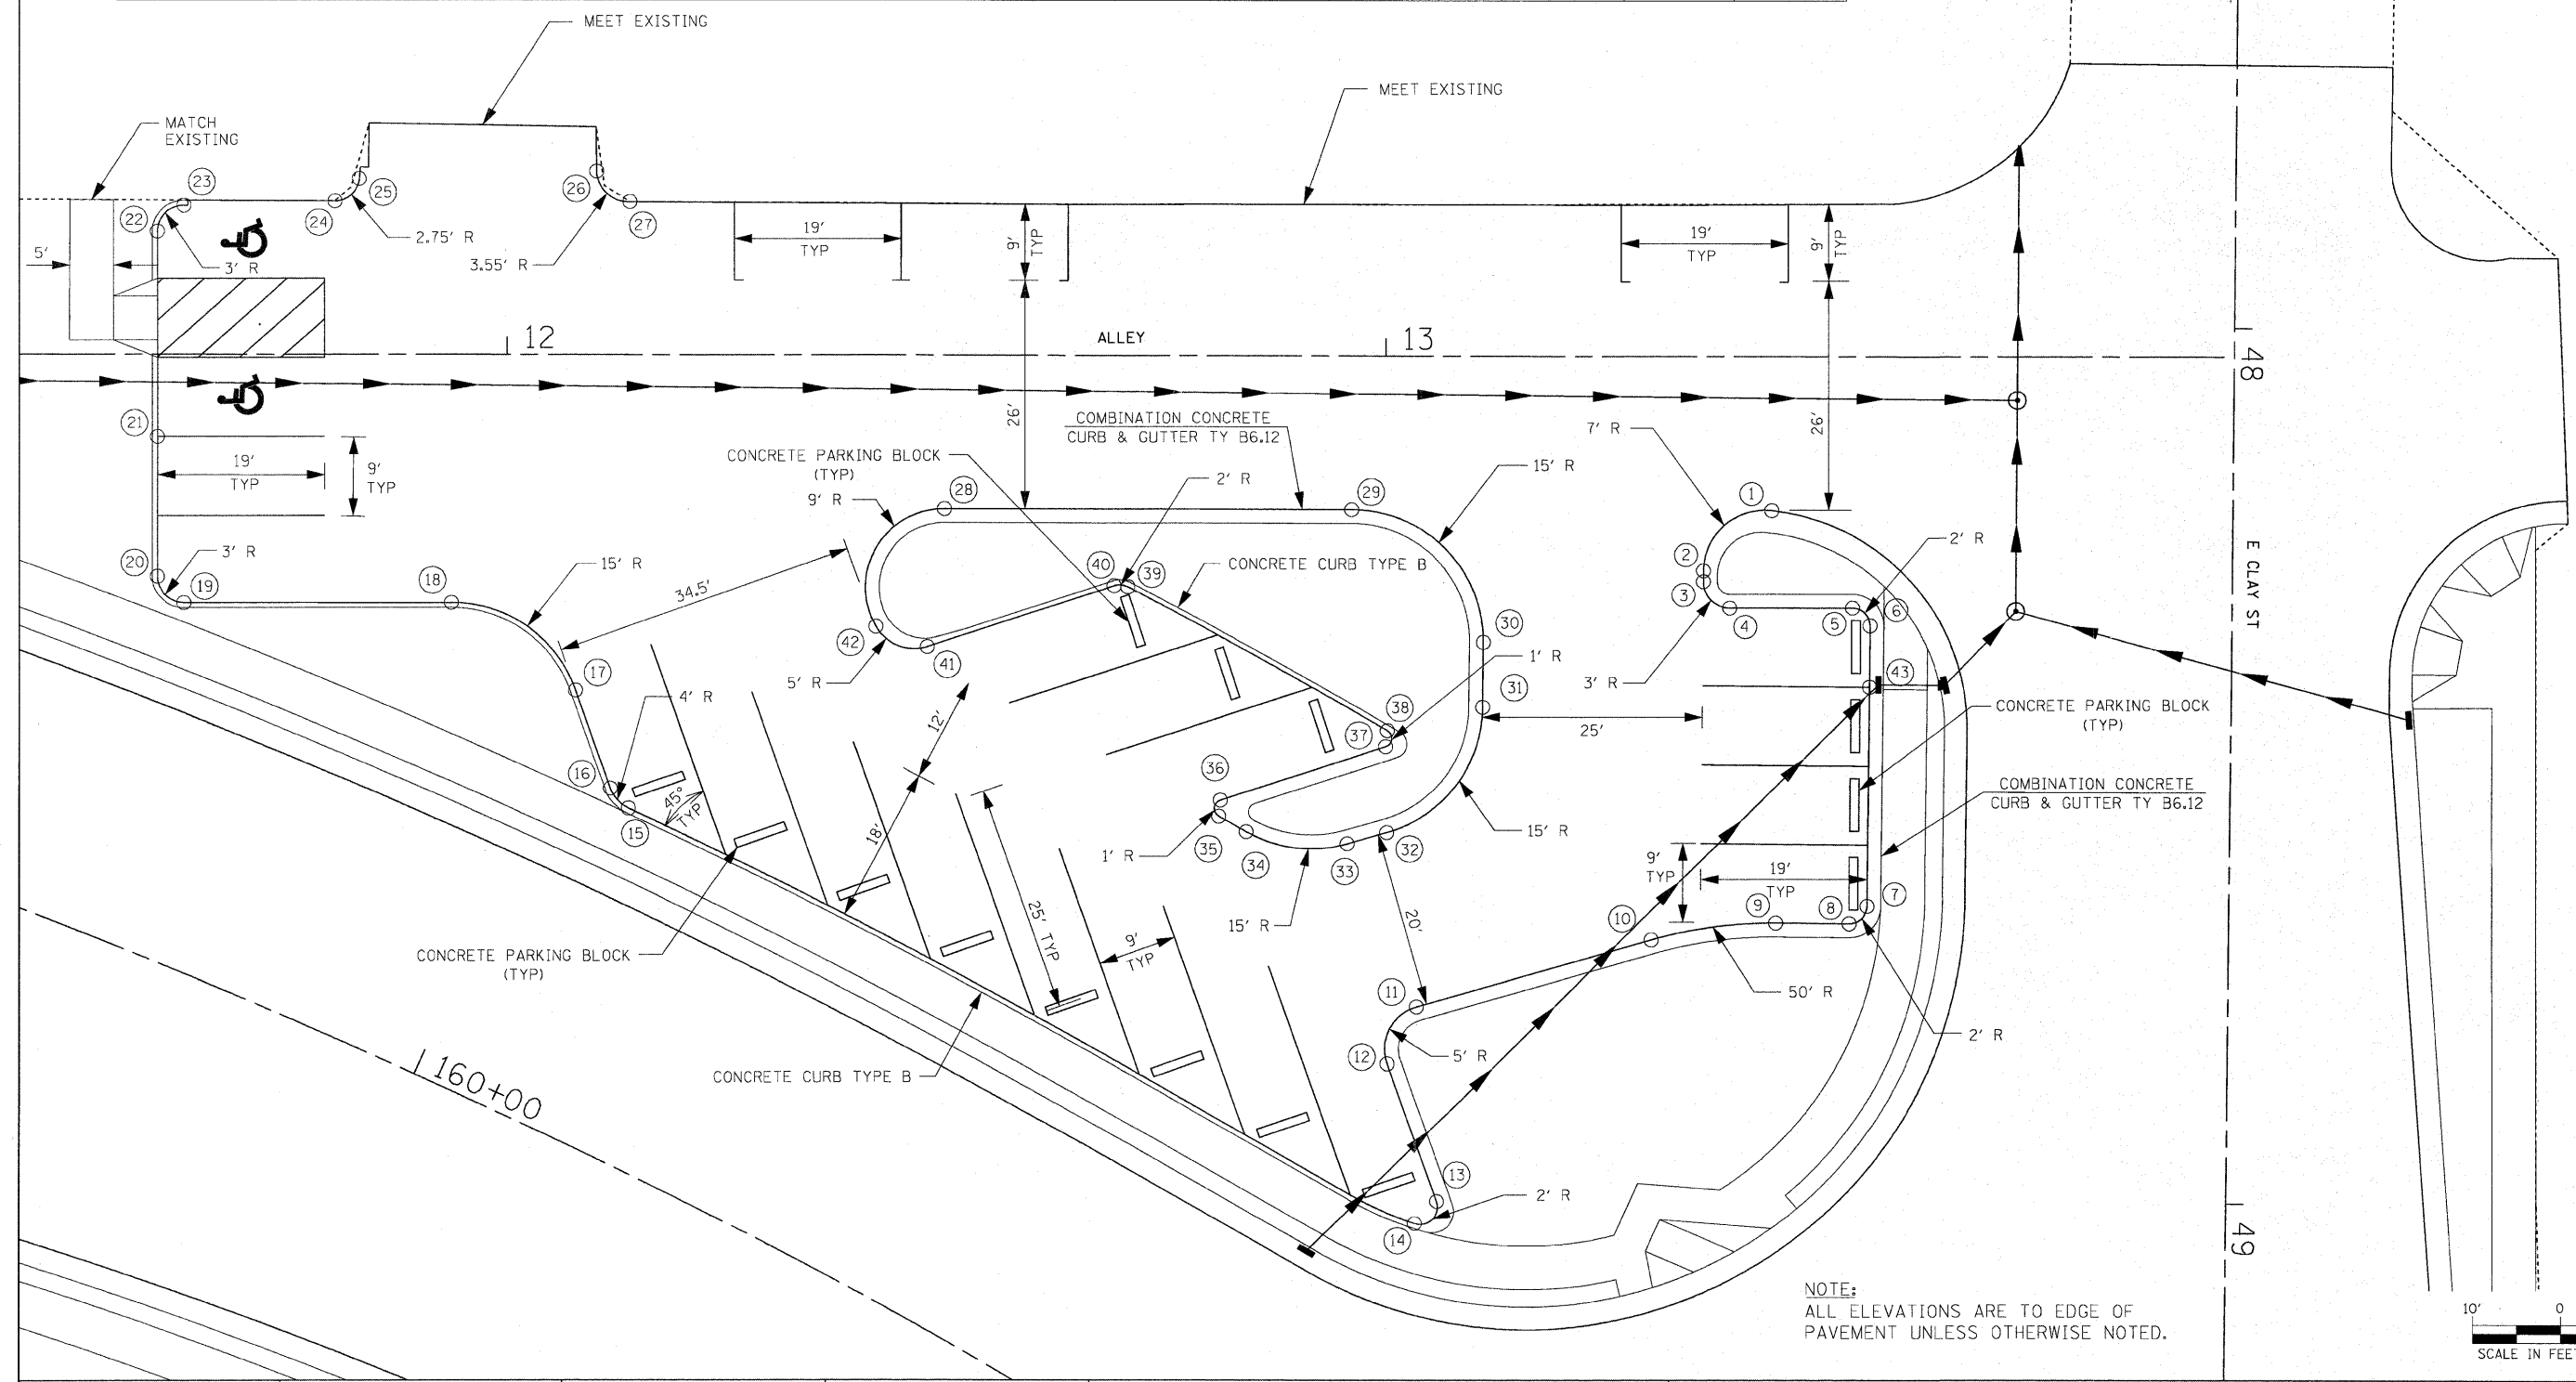 MEET EXISTING
MEET EXISTING
MATCH
EXISTING
23
25
26
22
24
27
2.75' R
3.55' R
3' R
5'
19'
TYP
9'
TYP
19'
TYP
9'
TYP
12
ALLEY
13
48
26'
26'
COMBINATION CONCRETE
CURB & GUTTER TY B6.12
7' R
21
19'
TYP
9'
TYP
CONCRETE PARKING BLOCK
(TYP)
9' R
2' R
15' R
28
29
1
2
3
4
5
6
2' R
E CLAY ST
20
3' R
19
18
15' R
34.5'
40
39
CONCRETE CURB TYPE B
42
41
5' R
30
1' R
31
3' R
43
17
4' R
12'
38
37
25'
CONCRETE PARKING BLOCK
(TYP)
16
45°
TYP
36
15
18'
1' R
35
34
33
32
15' R
COMBINATION CONCRETE
CURB & GUTTER TY B6.12
9'
TYP
19'
TYP
7
8
9
10
15' R
20'
25' TYP
9'
TYP
CONCRETE PARKING BLOCK
(TYP)
11
50' R
2' R
12
5' R
CONCRETE CURB TYPE B
160+00
13
2' R
14
49
NOTE:
ALL ELEVATIONS ARE TO EDGE OF
PAVEMENT UNLESS OTHERWISE NOTED.
10' 0
SCALE IN FEET